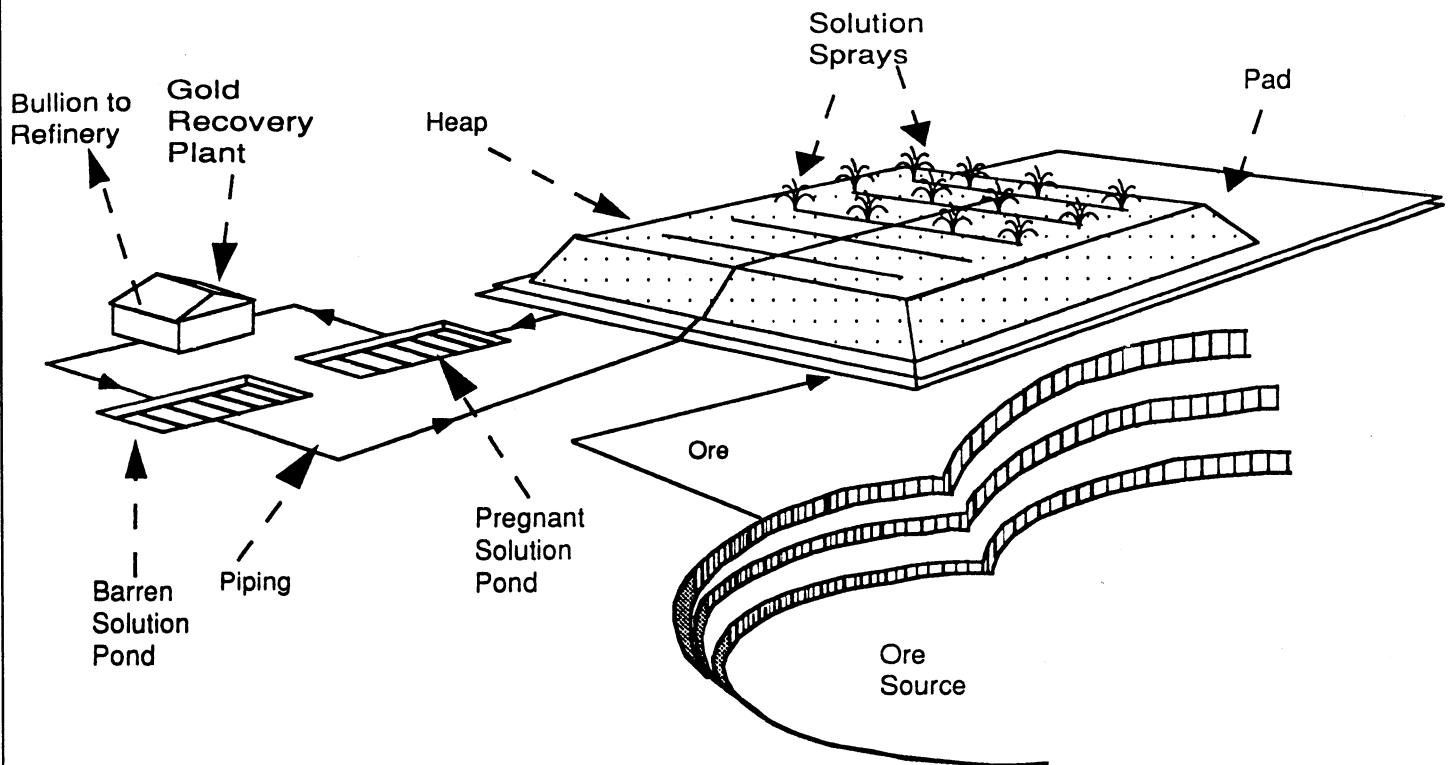 Solution
Sprays
Pad
Bullion to
Refinery
Gold
Recovery
Plant
Heap
Ore
Pregnant
Solution
Pond
Piping
Barren
Solution
Pond
Ore
Source